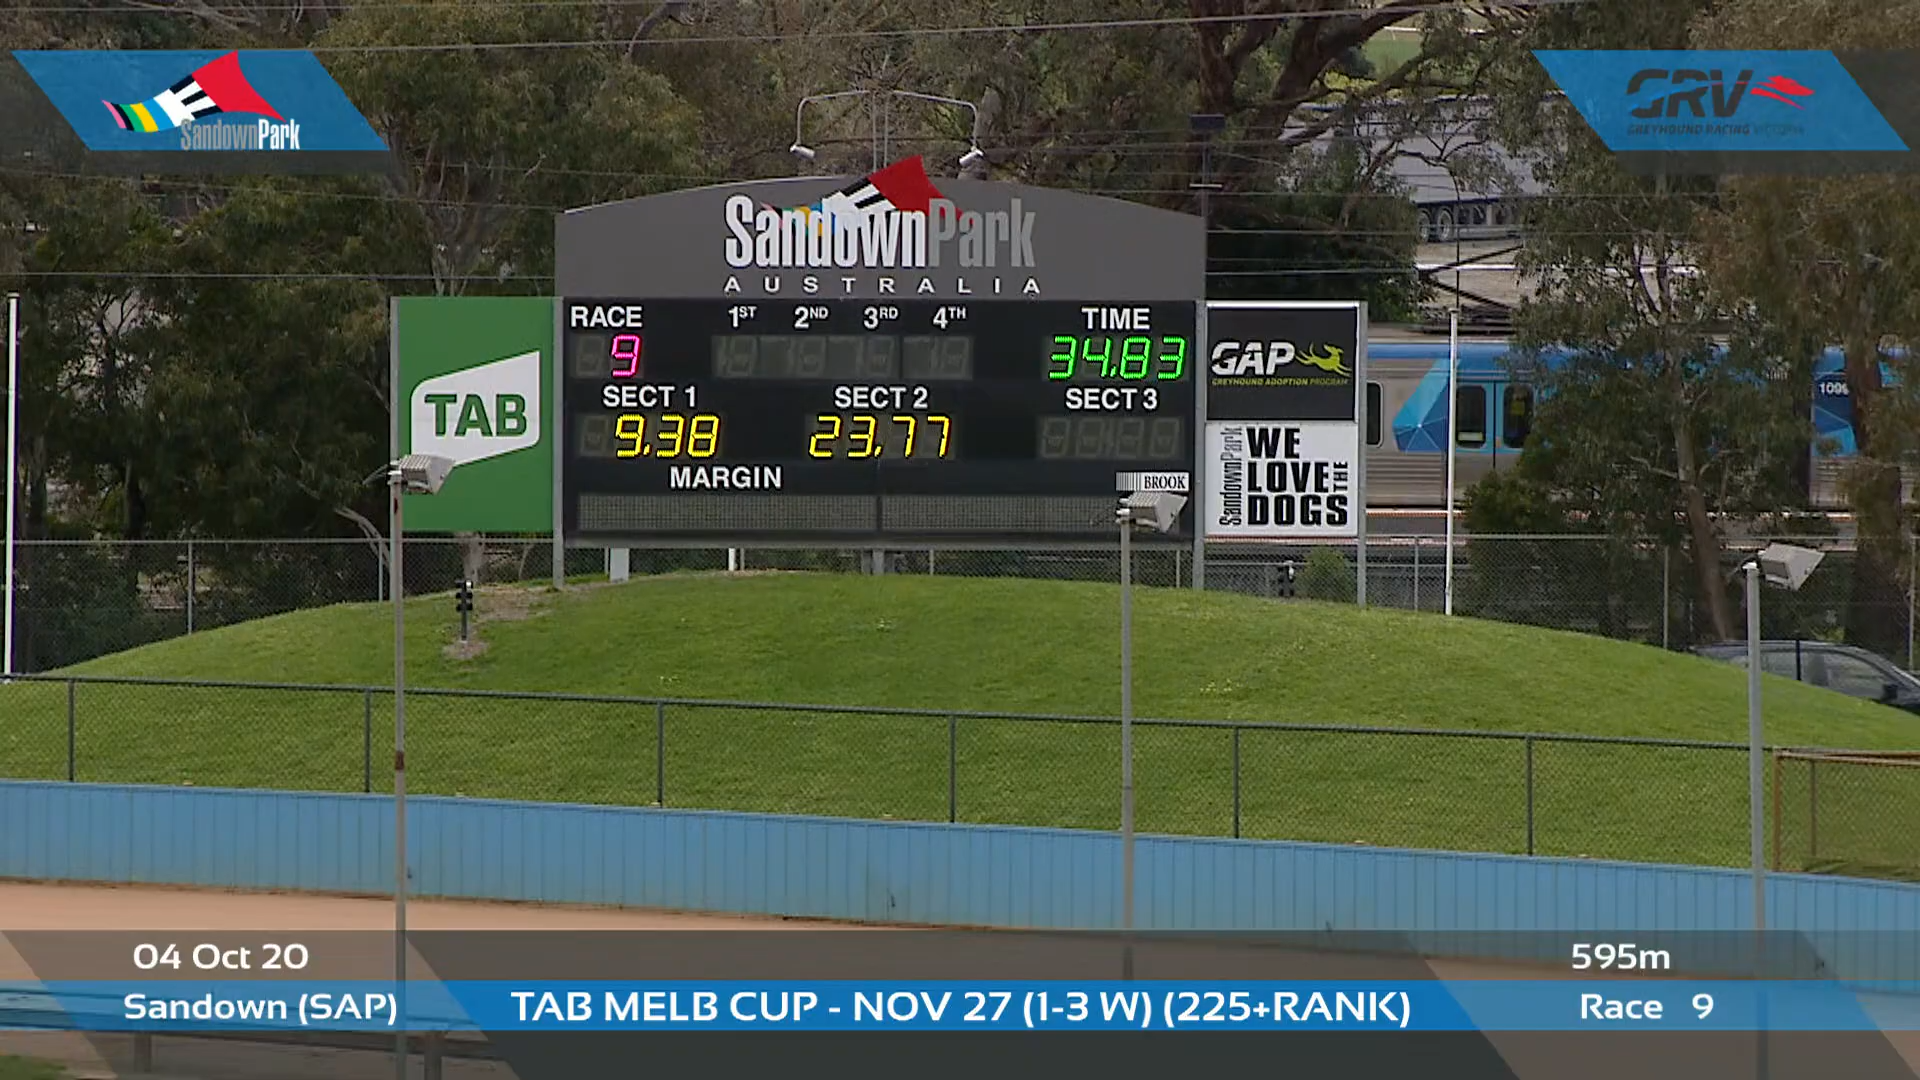 SandownPark
GRV
GREYHOUND RACING VICTORIA
SandownPark
AUSTRALIA
RACE 1ST 2ND 3RD 4TH TIME
9 34.83
SECT 1 SECT 2 SECT 3
9.38 23.77
MARGIN
BROOK
TAB
GAP
GREYHOUND ADOPTION PROGRAM
SandownPark
WE
LOVE THE
DOGS
04 Oct 20
595m
Sandown (SAP)
TAB MELB CUP - NOV 27 (1-3 W) (225+RANK)
Race 9